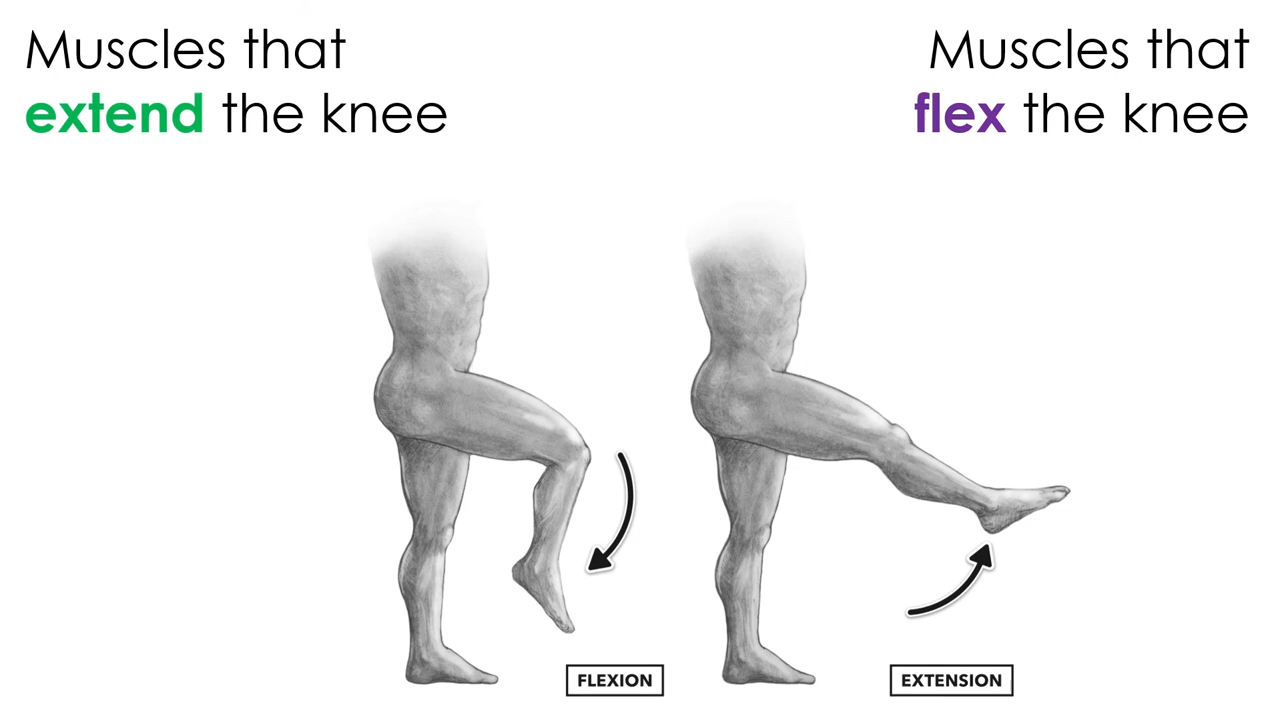 Muscles that
extend the knee
Muscles that
flex the knee
FLEXION
EXTENSION